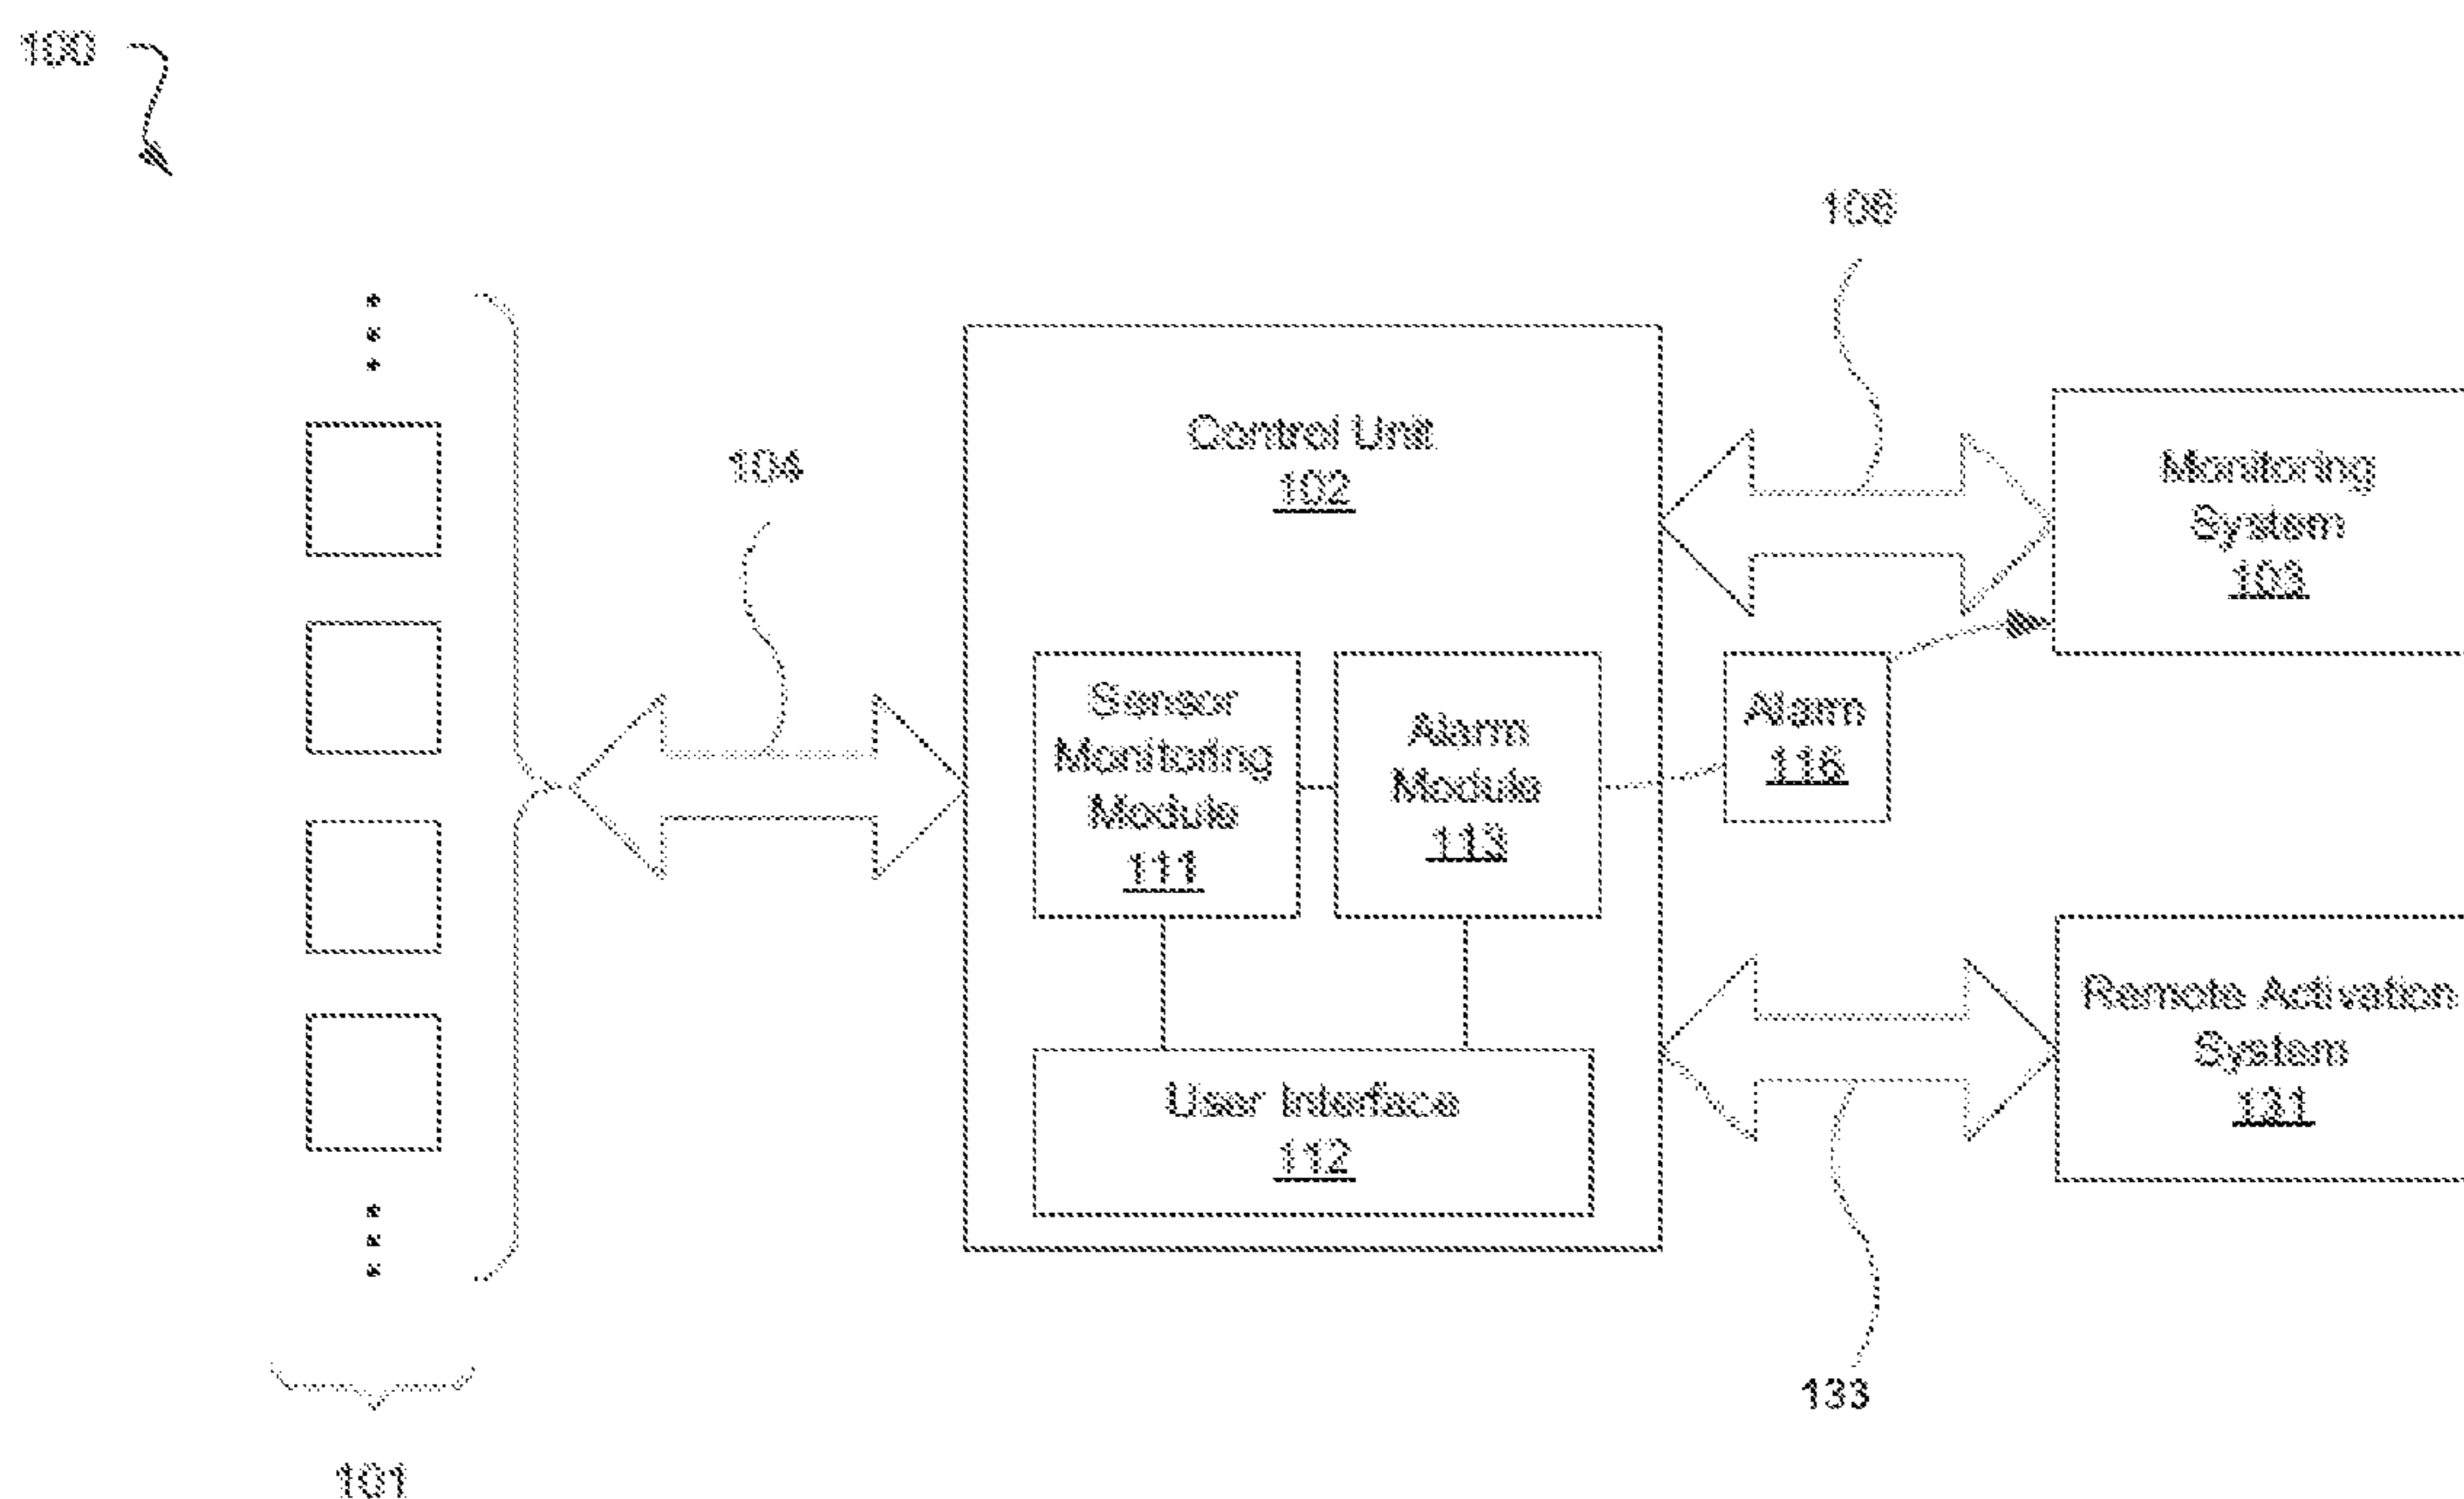 100
106
104
Control Unit
102
Monitoring
System
103
Sensor
Monitoring
Module
111
Alarm
Module
113
Alarm
116
Remote Activation
System
131
User Interface
112
133
101